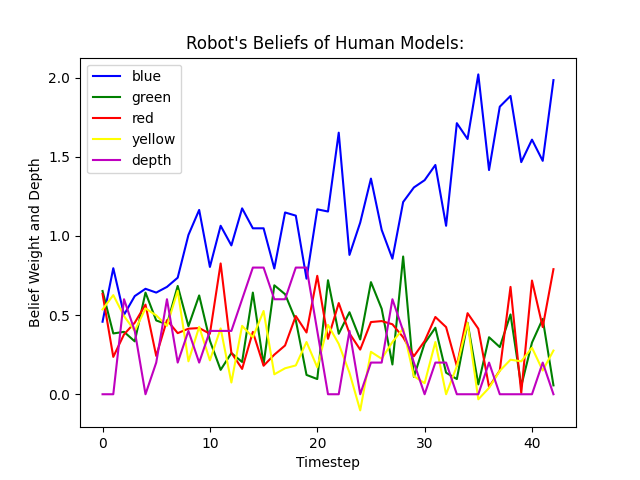 Robot's Beliefs of Human Models:
blue
green
red
yellow
depth
Belief Weight and Depth
2.0
1.5
1.0
0.5
0.0
0 10 20 30 40
Timestep